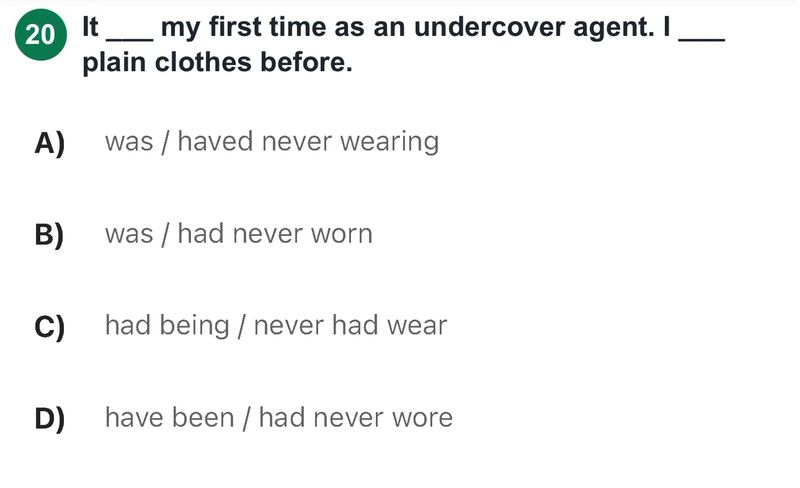 20 It ___ my first time as an undercover agent. I ___
plain clothes before.
A) was / haved never wearing
B) was / had never worn
C) had being / never had wear
D) have been / had never wore